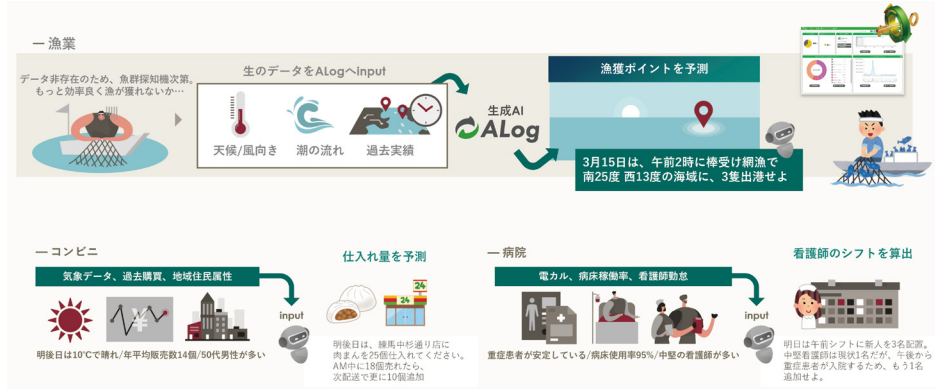 ― 漁業
データ非存在のため、魚群探知機次第。
もっと効率良く漁が獲れないか…
生のデータをALogへinput
天候/風向き
潮の流れ
過去実績
生成AI
ALog
漁獲ポイントを予測
3月15日は、午前2時に棒受け網漁で
南25度 西13度の海域に、3隻出港せよ
― コンビニ
気象データ、過去購買、地域住民属性
明後日は10℃で晴れ/年平均販売数14個/50代男性が多い
input
仕入れ量を予測
24
24
明後日は、練馬中杉通り店に
肉まんを25個仕入れてください。
AM中に18個売れたら、
次配送で更に10個追加
― 病院
電カル、病床稼働率、看護師勤怠
重症患者が安定している/病床使用率95%/中堅の看護師が多い
input
看護師のシフトを算出
明日は午前シフトに新人を3名配置。
中堅看護師は現状1名だが、午後から
重症患者が入院するため、もう1名
追加せよ。